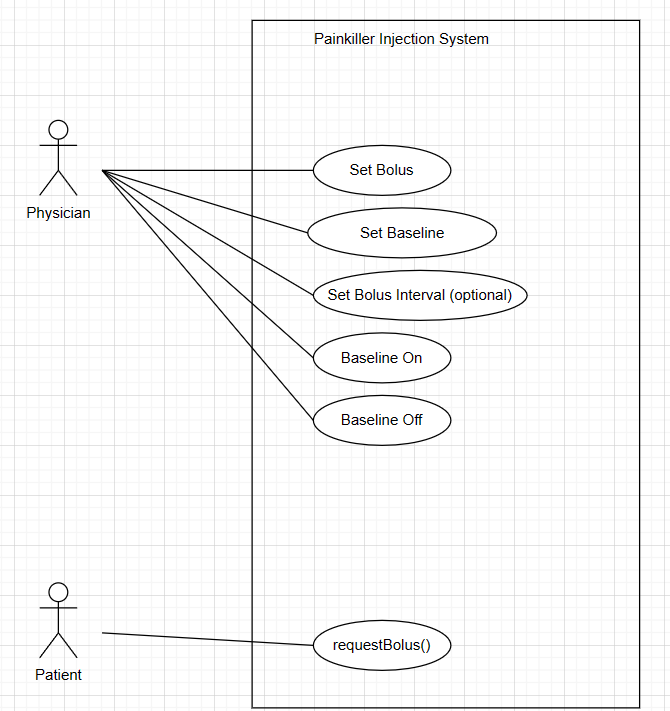 Painkiller Injection System
Physician
Set Bolus
Set Baseline
Set Bolus Interval (optional)
Baseline On
Baseline Off
Patient
requestBolus()